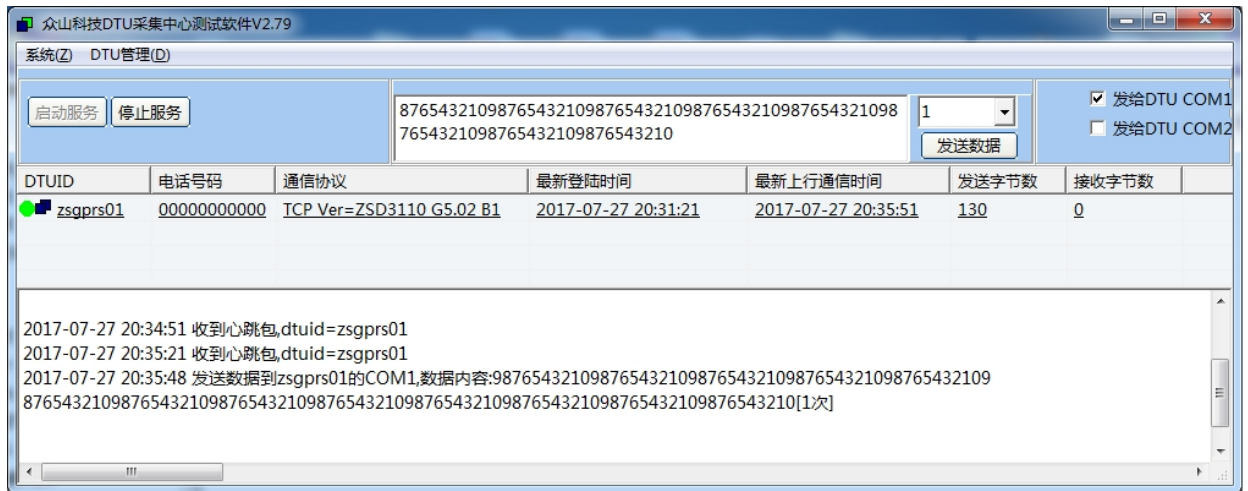 众山科技DTU采集中心测试软件V2.79
系统(Z) DTU管理(D)
启动服务 停止服务
876543210987654321098765432109876543210987654321098
7654321098765432109876543210
1
发送数据
发给DTU COM1
发给DTU COM2
DTUID 电话号码 通信协议 最新登陆时间 最新上行通信时间 发送字节数 接收字节数
zsgprs01 00000000000 TCP Ver=ZSD3110 G5.02 B1 2017-07-27 20:31:21 2017-07-27 20:35:51 130 0
2017-07-27 20:34:51 收到心跳包,dtuid=zsgprs01
2017-07-27 20:35:21 收到心跳包,dtuid=zsgprs01
2017-07-27 20:35:48 发送数据到zsgprs01的COM1,数据内容:987654321098765432109876543210987654321098765432109
8765432109876543210987654321098765432109876543210987654321098765432109876543210[1次]